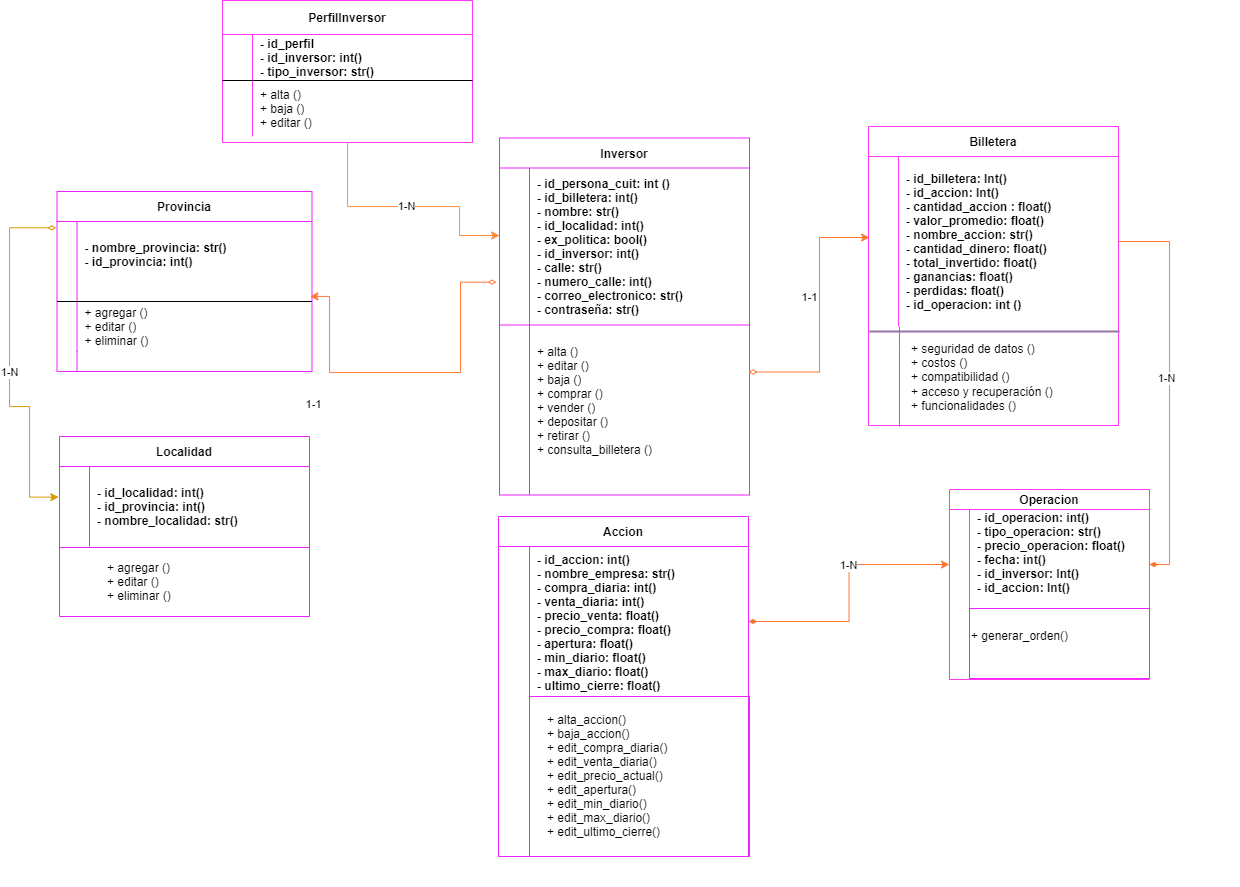 PerfilInversor
- id_perfil
- id_inversor: int()
- tipo_inversor: str()
+ alta ()
+ baja ()
+ editar ()
1-N
Provincia
- nombre_provincia: str()
- id_provincia: int()
+ agregar ()
+ editar ()
+ eliminar ()
1-N
1-1
Localidad
- id_localidad: int()
- id_provincia: int()
- nombre_localidad: str()
+ agregar ()
+ editar ()
+ eliminar ()
Inversor
- id_persona_cuit: int ()
- id_billetera: int()
- nombre: str()
- id_localidad: int()
- ex_politica: bool()
- id_inversor: int()
- calle: str()
- numero_calle: int()
- correo_electronico: str()
- contraseña: str()
+ alta ()
+ editar ()
+ baja ()
+ comprar ()
+ vender ()
+ depositar ()
+ retirar ()
+ consulta_billetera ()
1-1
Billetera
- id_billetera: Int()
- id_accion: Int()
- cantidad_accion : float()
- valor_promedio: float()
- nombre_accion: str()
- cantidad_dinero: float()
- total_invertido: float()
- ganancias: float()
- perdidas: float()
- id_operacion: int ()
+ seguridad de datos ()
+ costos ()
+ compatibilidad ()
+ acceso y recuperación ()
+ funcionalidades ()
1-N
Accion
- id_accion: int()
- nombre_empresa: str()
- compra_diaria: int()
- venta_diaria: int()
- precio_venta: float()
- precio_compra: float()
- apertura: float()
- min_diario: float()
- max_diario: float()
- ultimo_cierre: float()
+ alta_accion()
+ baja_accion()
+ edit_compra_diaria()
+ edit_venta_diaria()
+ edit_precio_actual()
+ edit_apertura()
+ edit_min_diario()
+ edit_max_diario()
+ edit_ultimo_cierre()
1-N
Operacion
- id_operacion: int()
- tipo_operacion: str()
- precio_operacion: float()
- fecha: int()
- id_inversor: Int()
- id_accion: Int()
+ generar_orden()